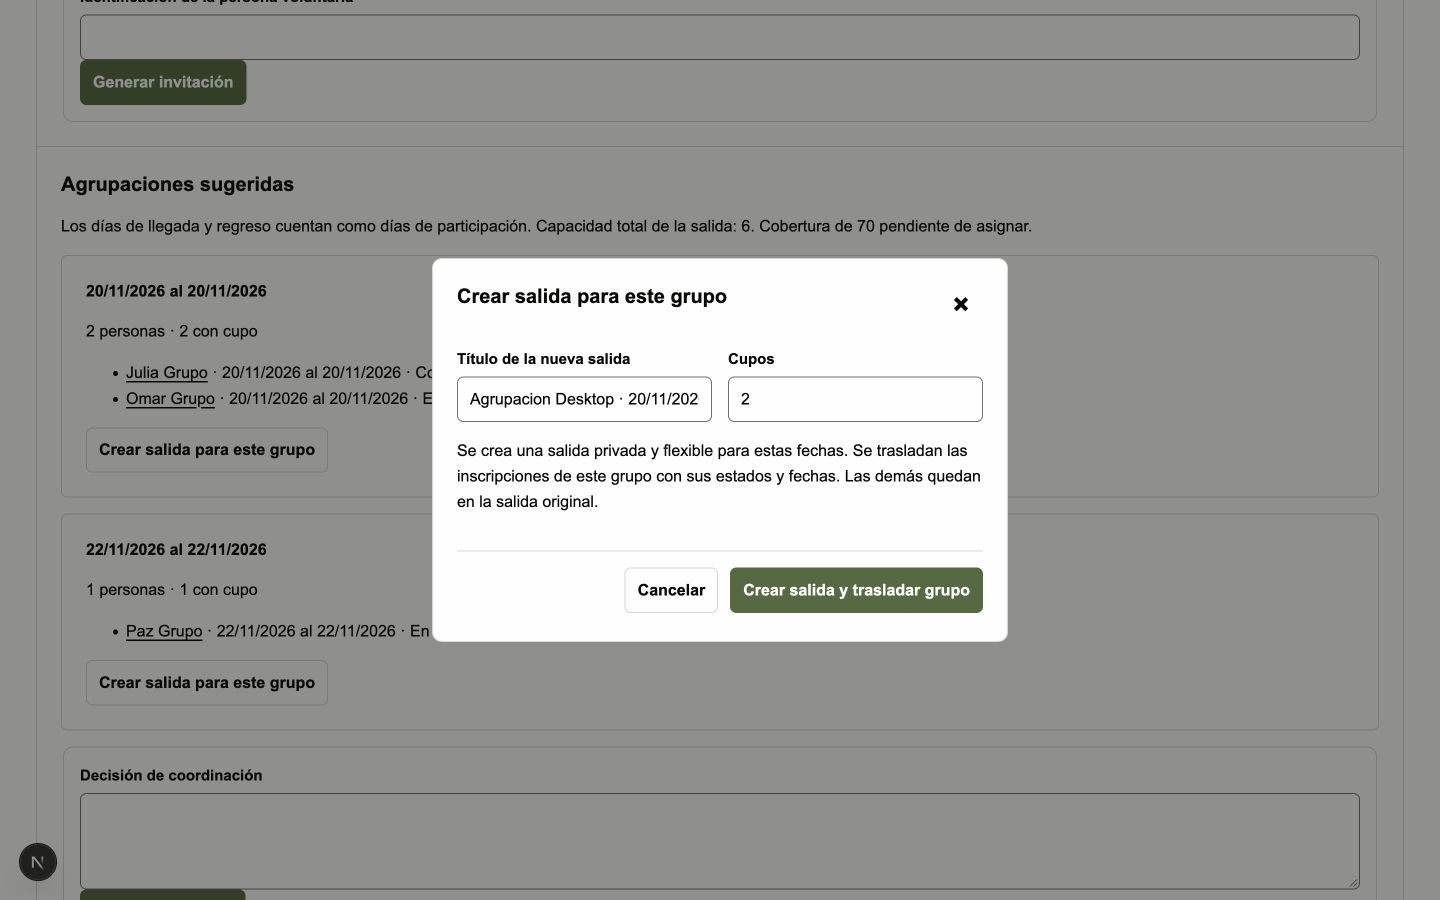 Identificación de la persona voluntaria
Generar invitación
Agrupaciones sugeridas
Los días de llegada y regreso cuentan como días de participación. Capacidad total de la salida: 6. Cobertura de 70 pendiente de asignar.
20/11/2026 al 20/11/2026
2 personas · 2 con cupo
• Julia Grupo · 20/11/2026 al 20/11/2026 ·
• Omar Grupo · 20/11/2026 al 20/11/2026 ·
Crear salida para este grupo
22/11/2026 al 22/11/2026
1 personas · 1 con cupo
• Paz Grupo · 22/11/2026 al 22/11/2026 · En
Crear salida para este grupo
Decisión de coordinación
Crear salida para este grupo
Título de la nueva salida
Cupos
Agrupacion Desktop · 20/11/202
2
Se crea una salida privada y flexible para estas fechas. Se trasladan las
inscripciones de este grupo con sus estados y fechas. Las demás quedan
en la salida original.
Cancelar
Crear salida y trasladar grupo
N